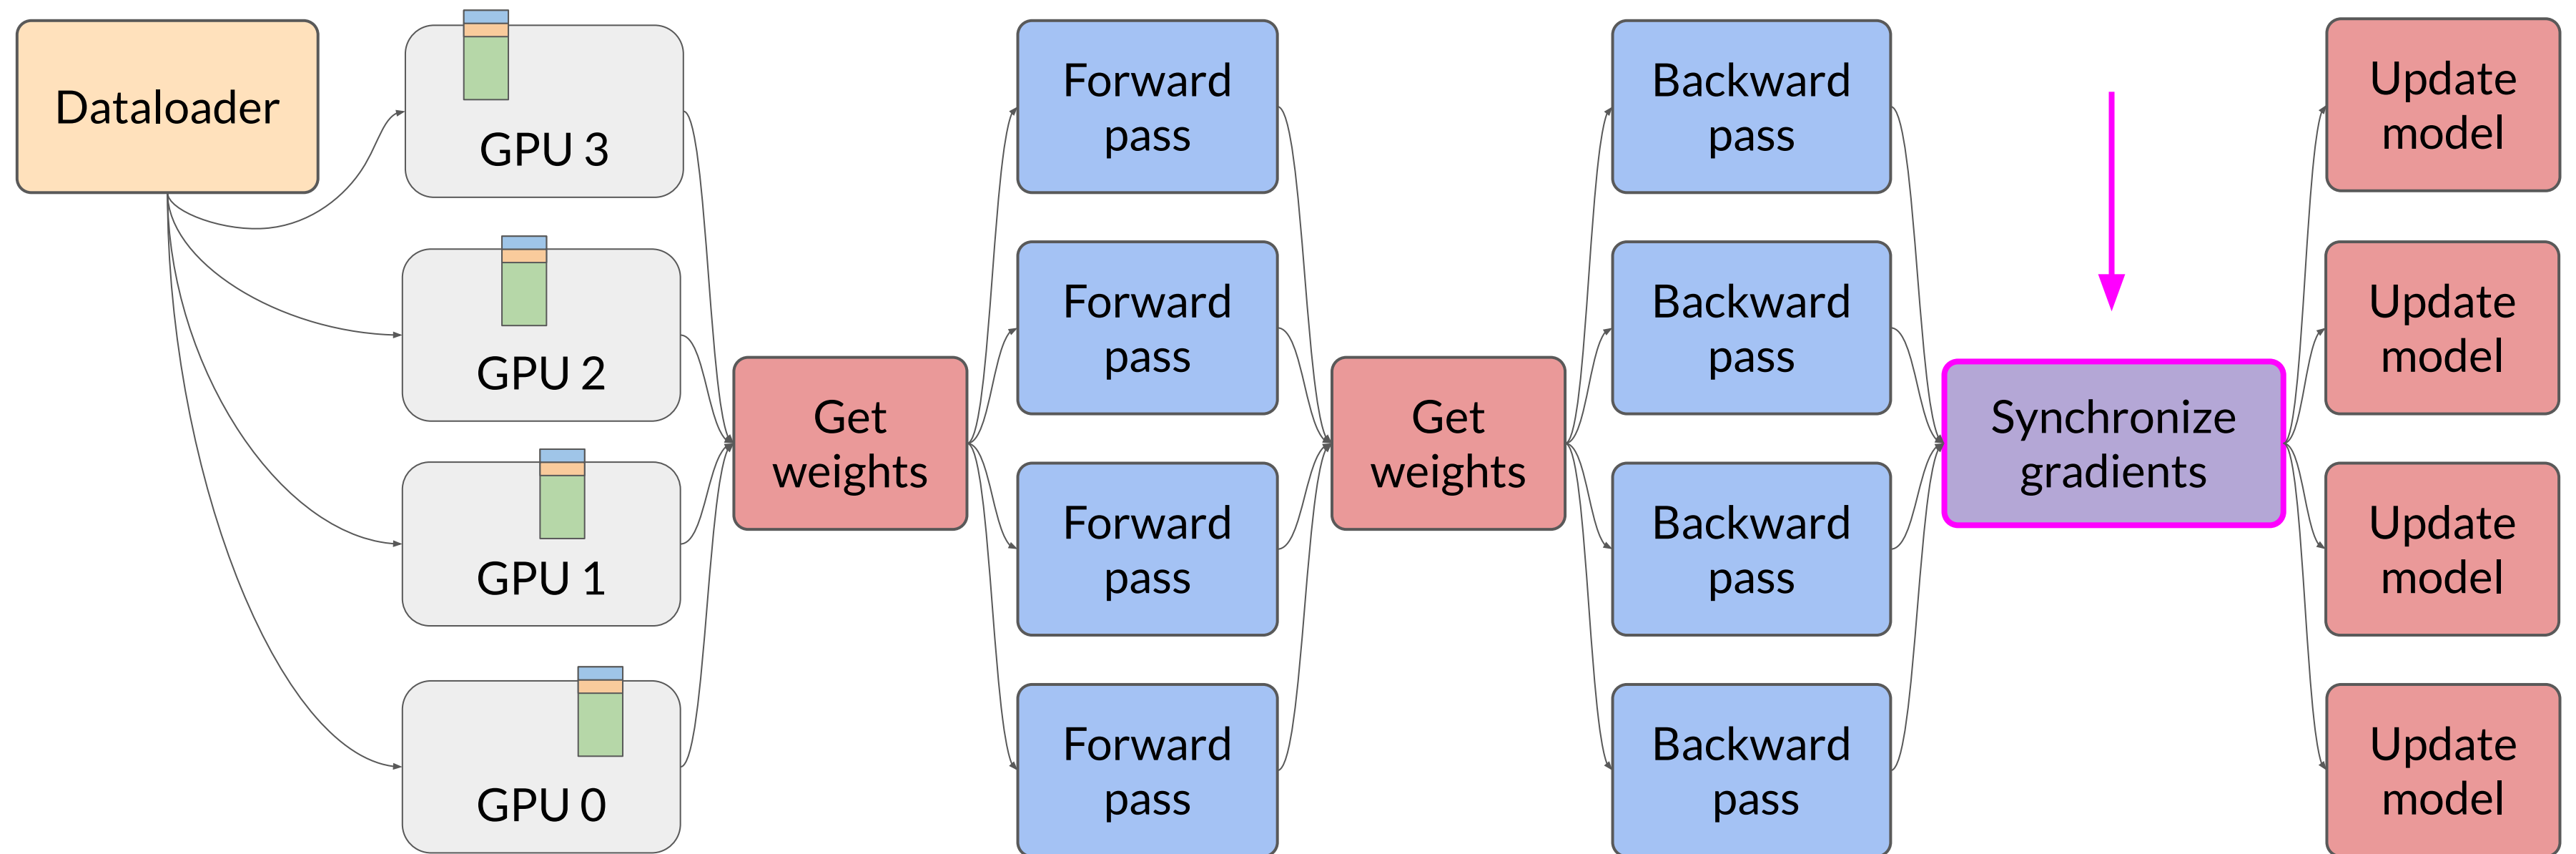 Dataloader
GPU 3
GPU 2
GPU 1
GPU 0
Get
weights
Forward
pass
Forward
pass
Forward
pass
Forward
pass
Get
weights
Backward
pass
Backward
pass
Backward
pass
Backward
pass
Synchronize
gradients
Update
model
Update
model
Update
model
Update
model